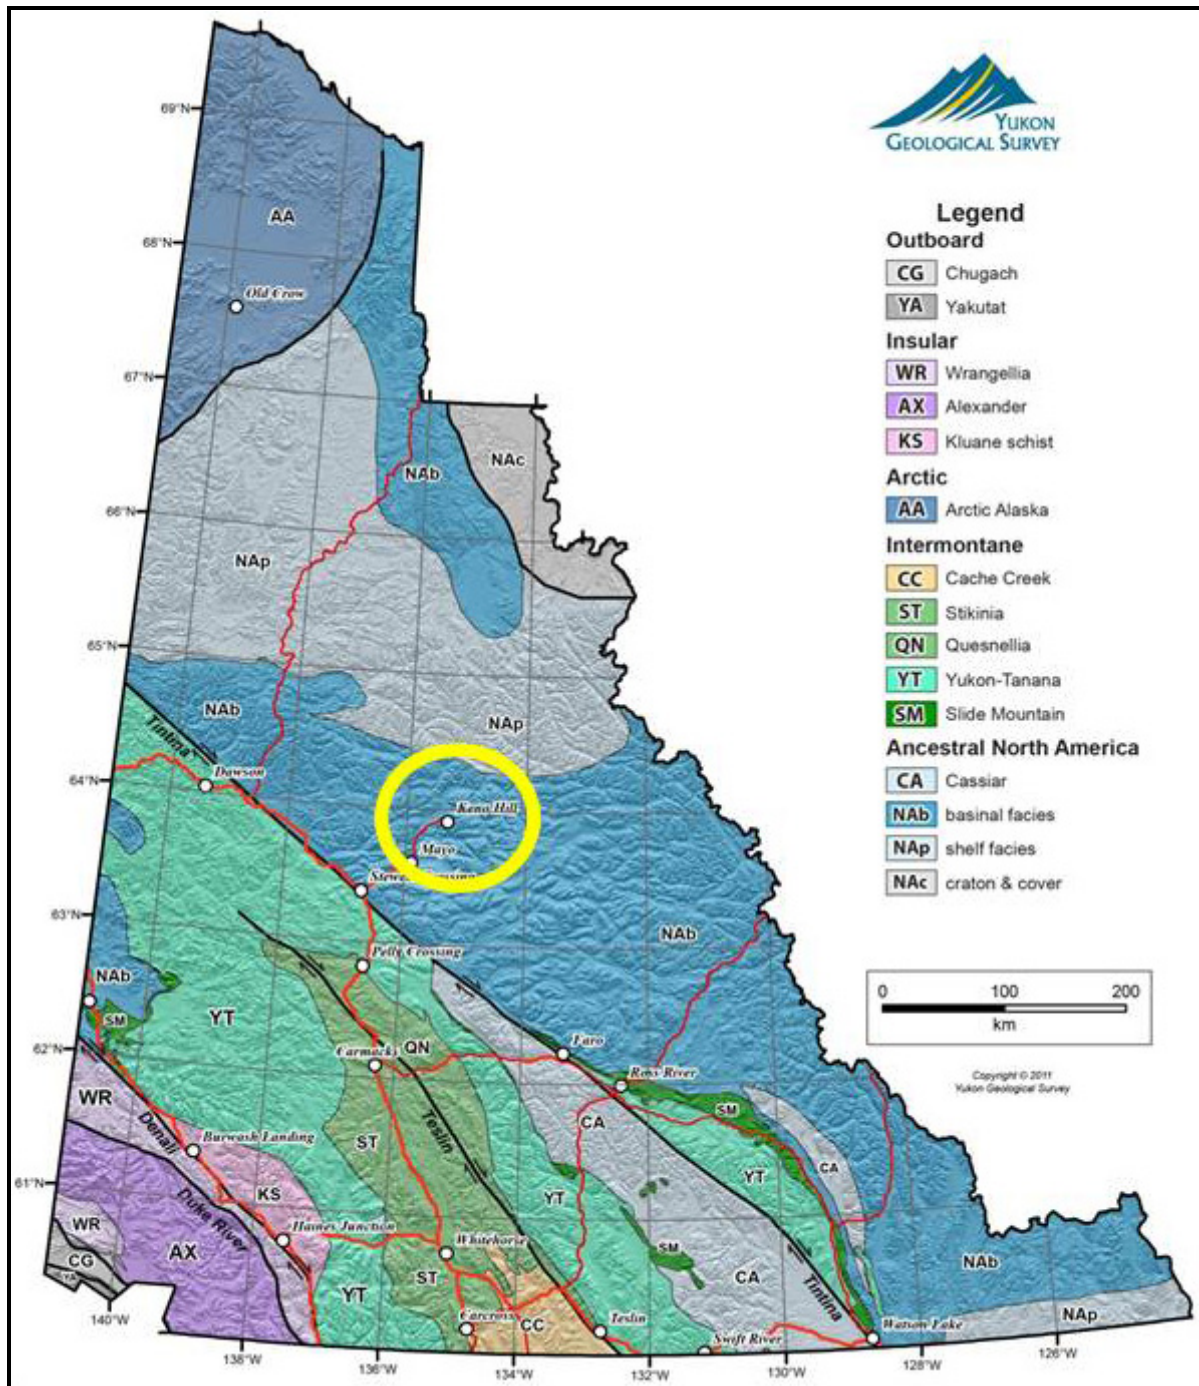 YUKON
GEOLOGICAL SURVEY
Legend
Outboard
CG Chugach
YA Yakutat
Insular
WR Wrangellia
AX Alexander
KS Kluane schist
Arctic
AA Arctic Alaska
Intermontane
CC Cache Creek
ST Stikinia
QN Quesnellia
YT Yukon-Tanana
SM Slide Mountain
Ancestral North America
CA Cassiar
NAb basinal facies
NAp shelf facies
NAc craton & cover
0 100 200
km
Copyright © 2011
Yukon Geological Survey
69°N
AA
68°N
Old Crow
67°N
NAc
NAb
66°N
NAp
65°N
NAb
NAp
Tintina
64°N
Dawson
Keno Hill
Mayo
Stewart Crossing
63°N
NAb
Pelly Crossing
NAb
SM
YT
62°N
Faro
QN
Carmacks
Ross River
WR
SM
CA
Teslin
Denali
Burwash Landing
ST
CA
YT
61°N
KS
YT
Duke River
WR
Haines Junction
Whitehorse
AX
SM
CG
NAb
YA
ST
CA
YT
Tintina
Carcross
CC
Teslin
NAp
Swift River
Watson Lake
140°W
138°W
136°W
134°W
132°W
130°W
128°W
126°W